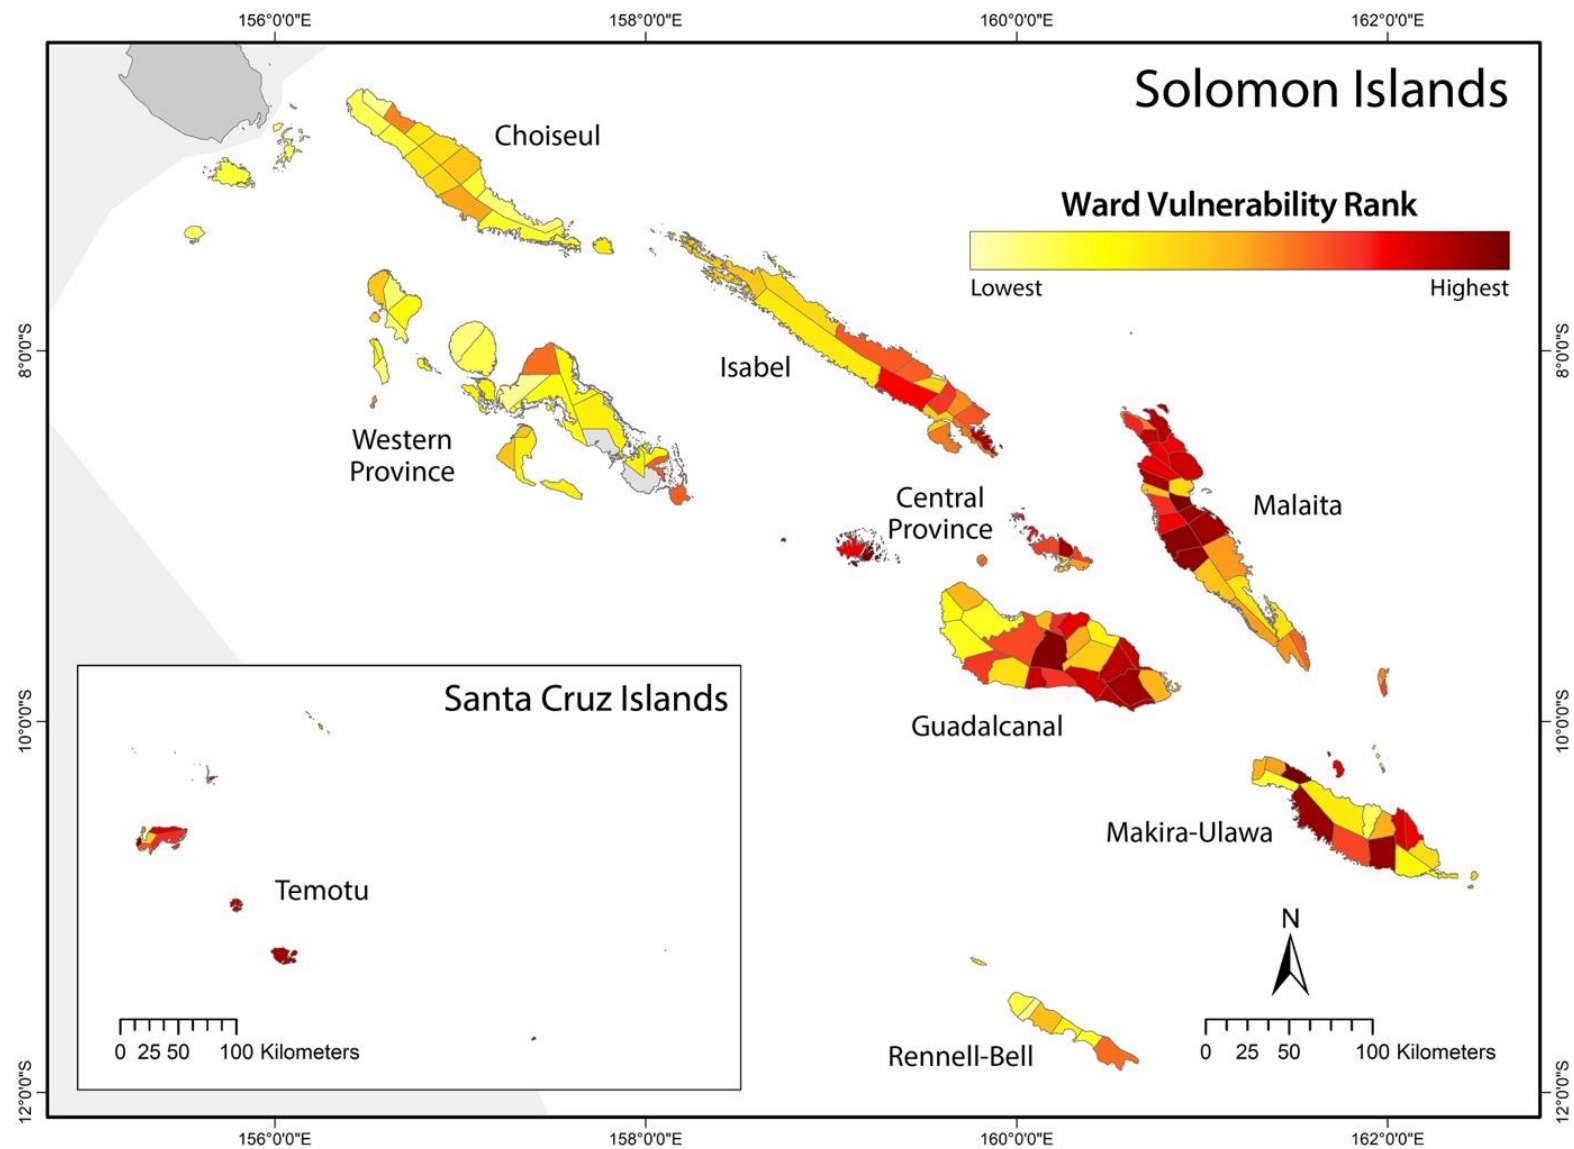 156°0'0"E
158°0'0"E
160°0'0"E
162°0'0"E
Solomon Islands
Choiseul
Ward Vulnerability Rank
Lowest
Highest
8°0'0"S
8°0'0"S
Isabel
Western
Province
Central
Province
Malaita
Santa Cruz Islands
10°0'0"S
10°0'0"S
Guadalcanal
Makira-Ulawa
Temotu
N
0 25 50 100 Kilometers
Rennell-Bell
0 25 50 100 Kilometers
12°0'0"S
12°0'0"S
156°0'0"E
158°0'0"E
160°0'0"E
162°0'0"E